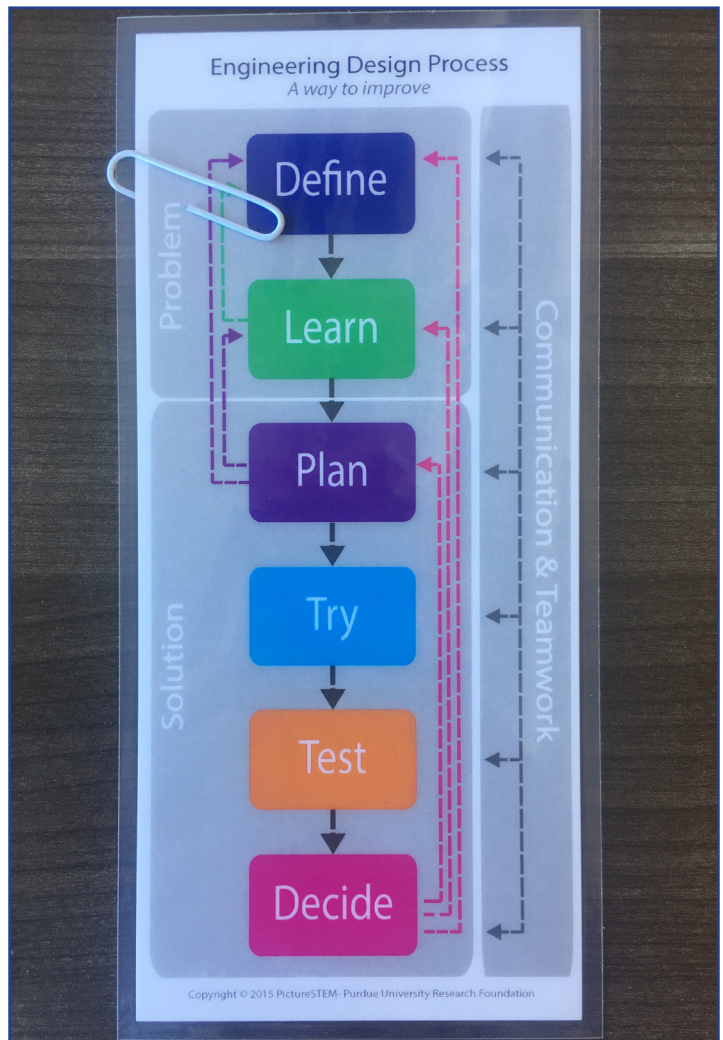 Engineering Design Process
A way to improve
Problem
Define
Learn
Solution
Plan
Try
Test
Decide
Communication & Teamwork
Copyright © 2015 PictureSTEM- Purdue University Research Foundation